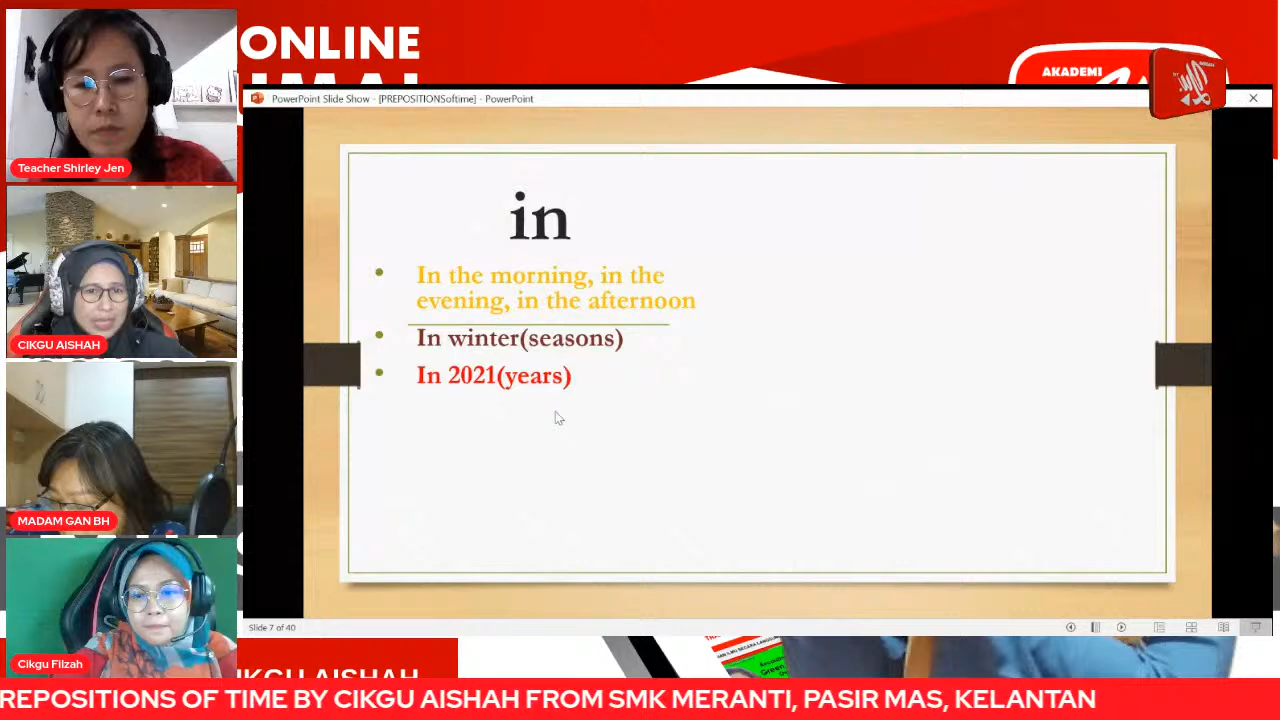 ONLINE
AKADEMI
Teacher Shirley Jen
CIKGU AISHAH
MADAM GAN BH
Cikgu Filzah
PowerPoint Slide Show - [PREPOSITIONSoftime] - PowerPoint
in
In the morning, in the
evening, in the afternoon
In winter(seasons)
In 2021(years)
Slide 7 of 40
REPOSITIONS OF TIME BY CIKGU AISHAH FROM SMK MERANTI, PASIR MAS, KELANTAN